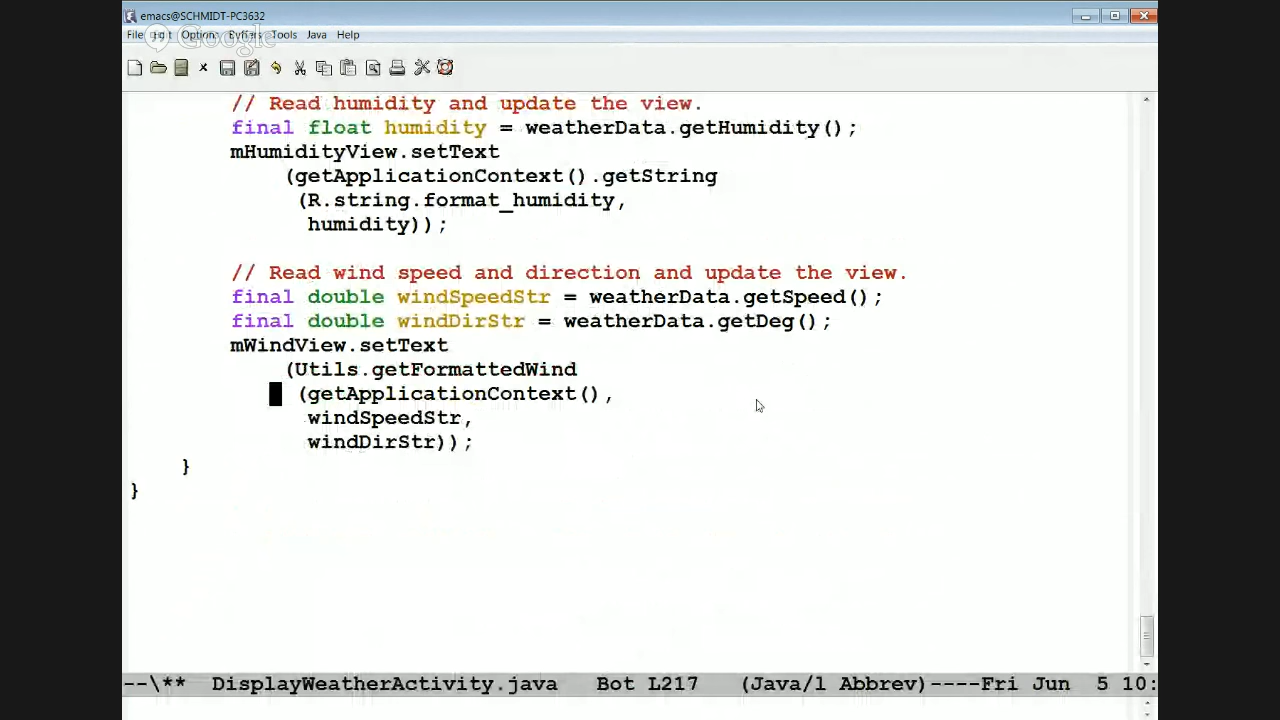 emacs@SCHMIDT-PC3632
File Edit Options Buffers Tools Java Help
Google
// Read humidity and update the view.
final float humidity = weatherData.getHumidity();
mHumidityView.setText
(getApplicationContext().getString
(R.string.format_humidity,
humidity));
// Read wind speed and direction and update the view.
final double windSpeedStr = weatherData.getSpeed();
final double windDirStr = weatherData.getDeg();
mWindView.setText
(Utils.getFormattedWind
(getApplicationContext(),
windSpeedStr,
windDirStr));
}
}
--\** DisplayWeatherActivity.java Bot L217 (Java/l Abbrev)----Fri Jun 5 10: